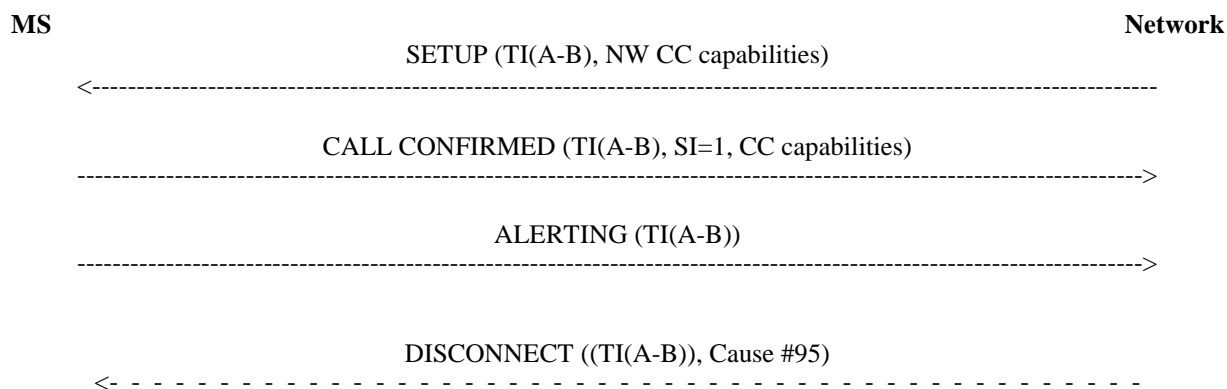 MS Network
SETUP (TI(A-B), NW CC capabilities)
<----------------------------------------------------------------------------------------------------------------------
CALL CONFIRMED (TI(A-B), SI=1, CC capabilities)
---------------------------------------------------------------------------------------------------------------------->
ALERTING (TI(A-B))
---------------------------------------------------------------------------------------------------------------------->
DISCONNECT ((TI(A-B)), Cause #95)
<- - - - - - - - - - - - - - - - - - - - - - - - - - - - - - - - - - - -